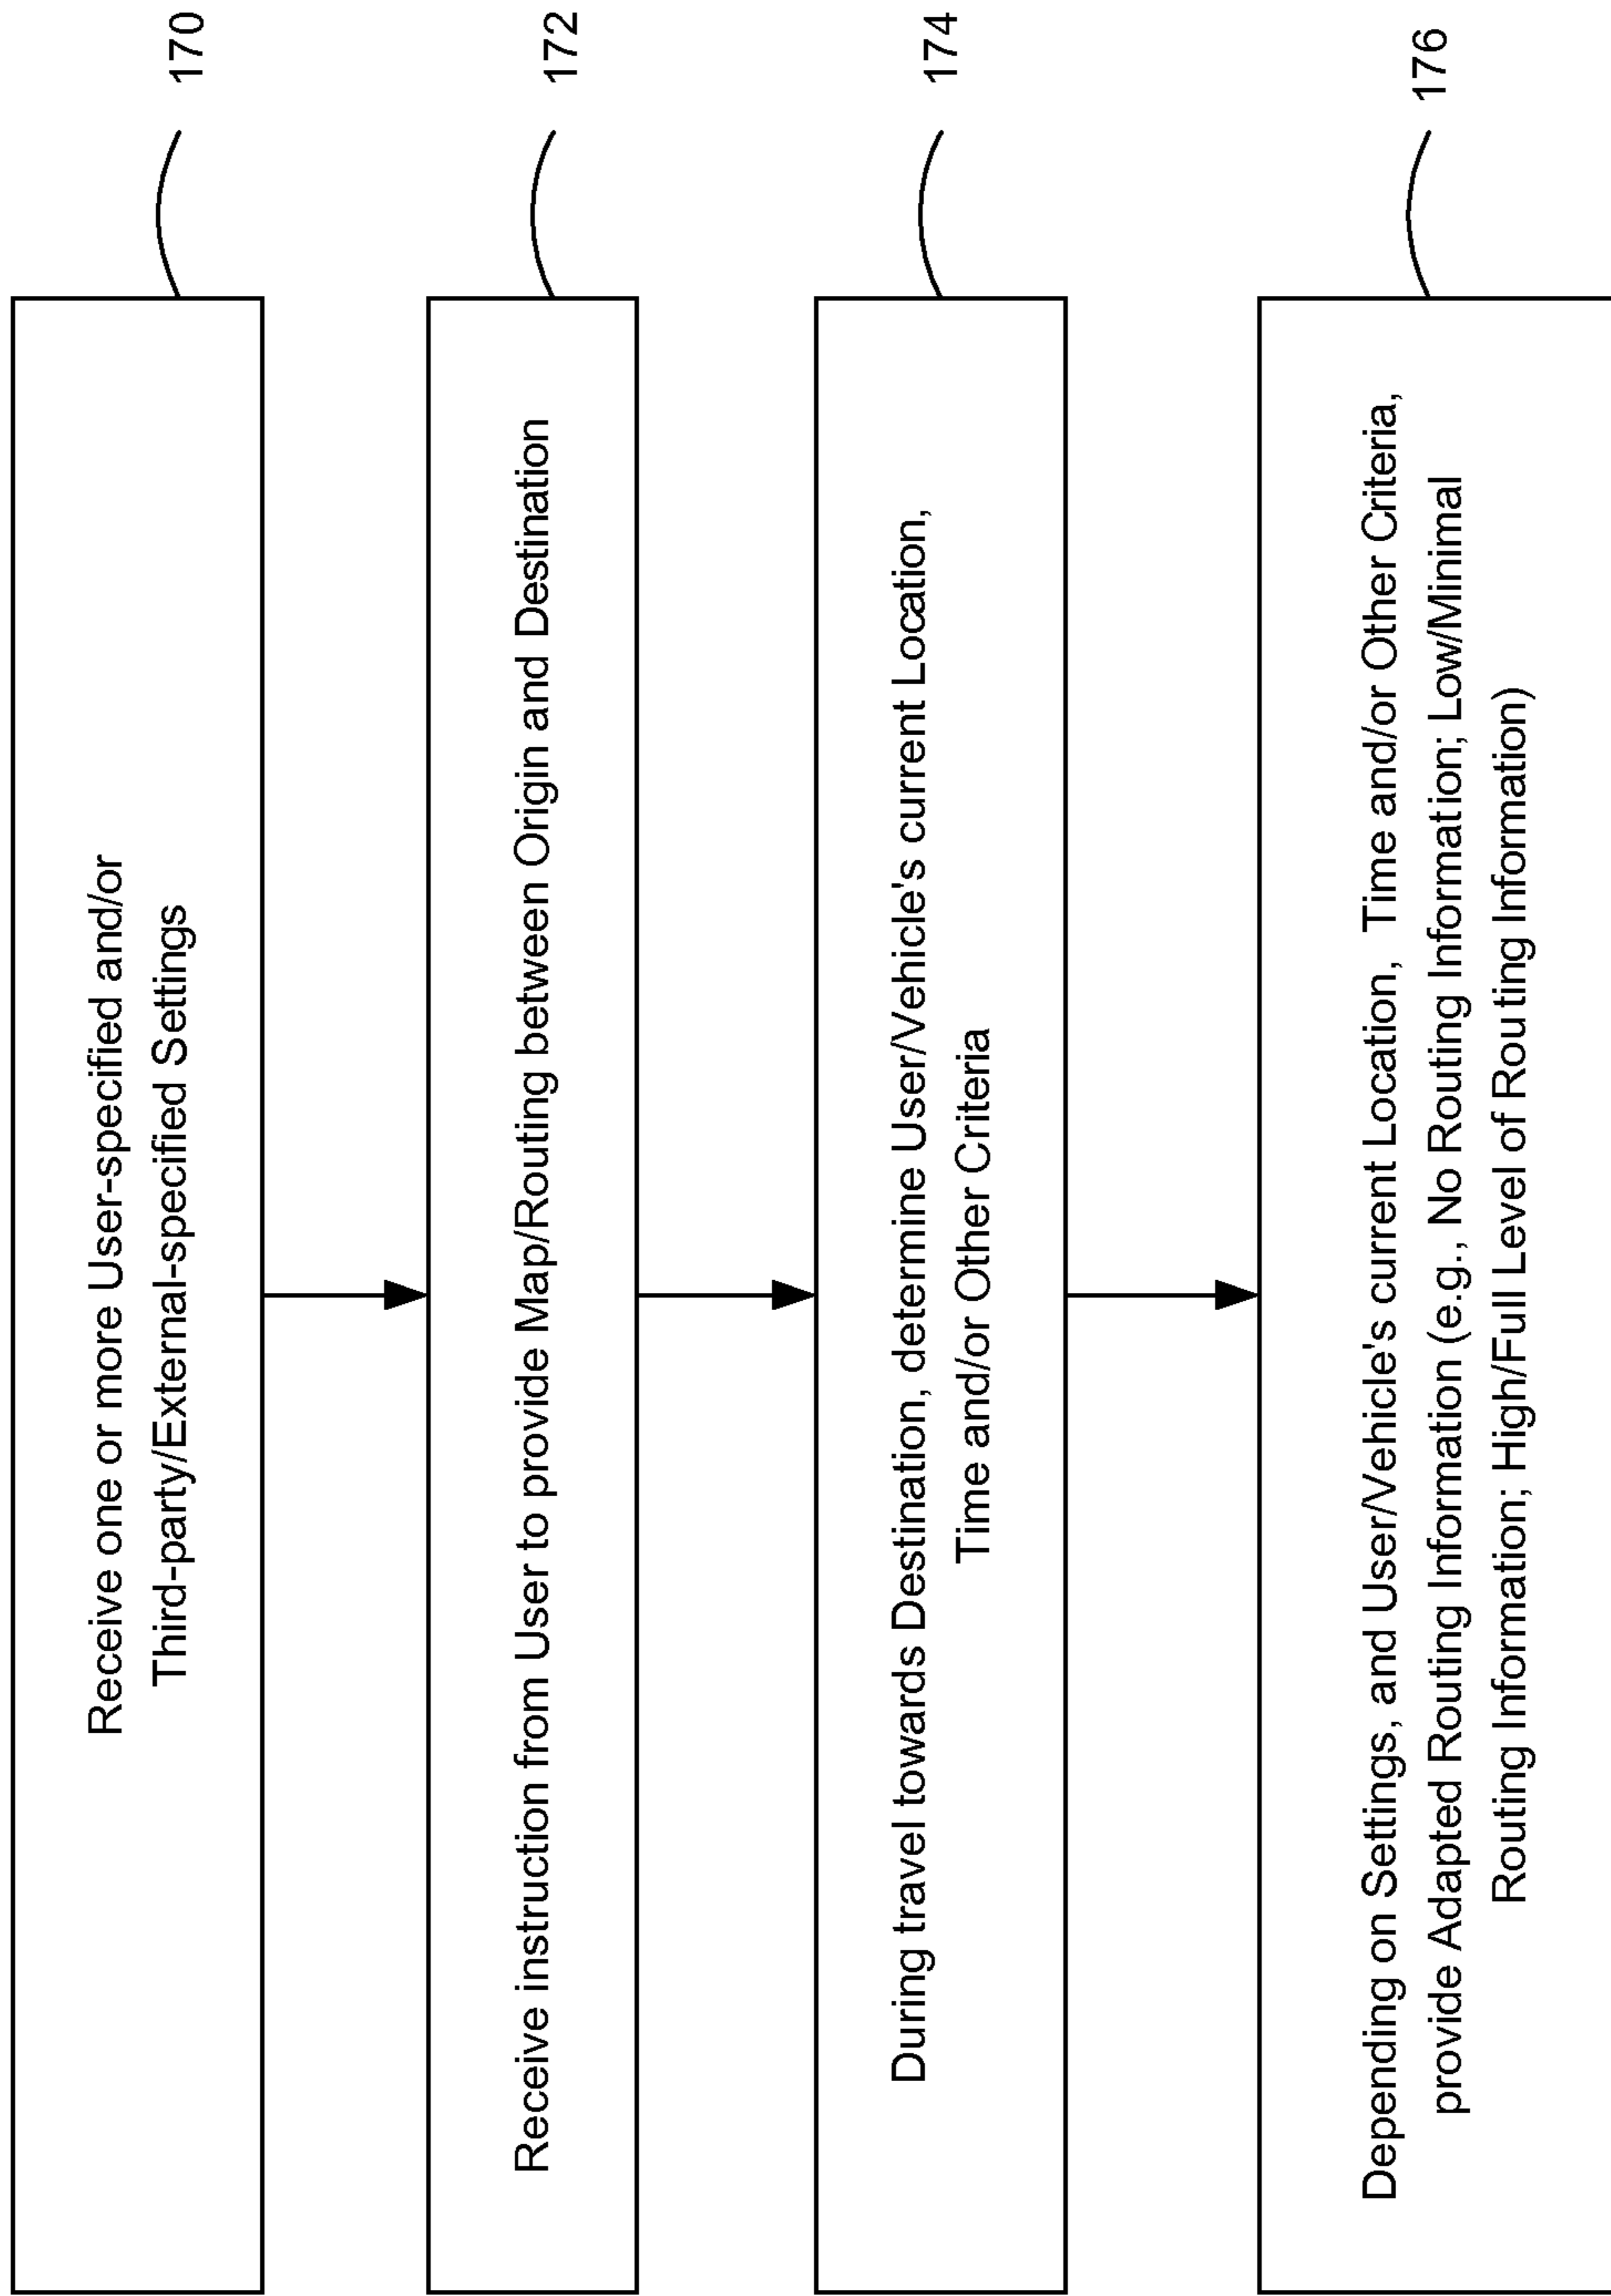 Receive one or more User-specified and/or
Third-party/External-specified Settings
170
Receive instruction from User to provide Map/Routing between Origin and Destination
172
During travel towards Destination, determine User/Vehicle's current Location,
Time and/or Other Criteria
174
Depending on Settings, and User/Vehicle's current Location, Time and/or Other Criteria,
provide Adapted Routing Information (e.g., No Routing Information; Low/Minimal
Routing Information; High/Full Level of Routing Information)
176